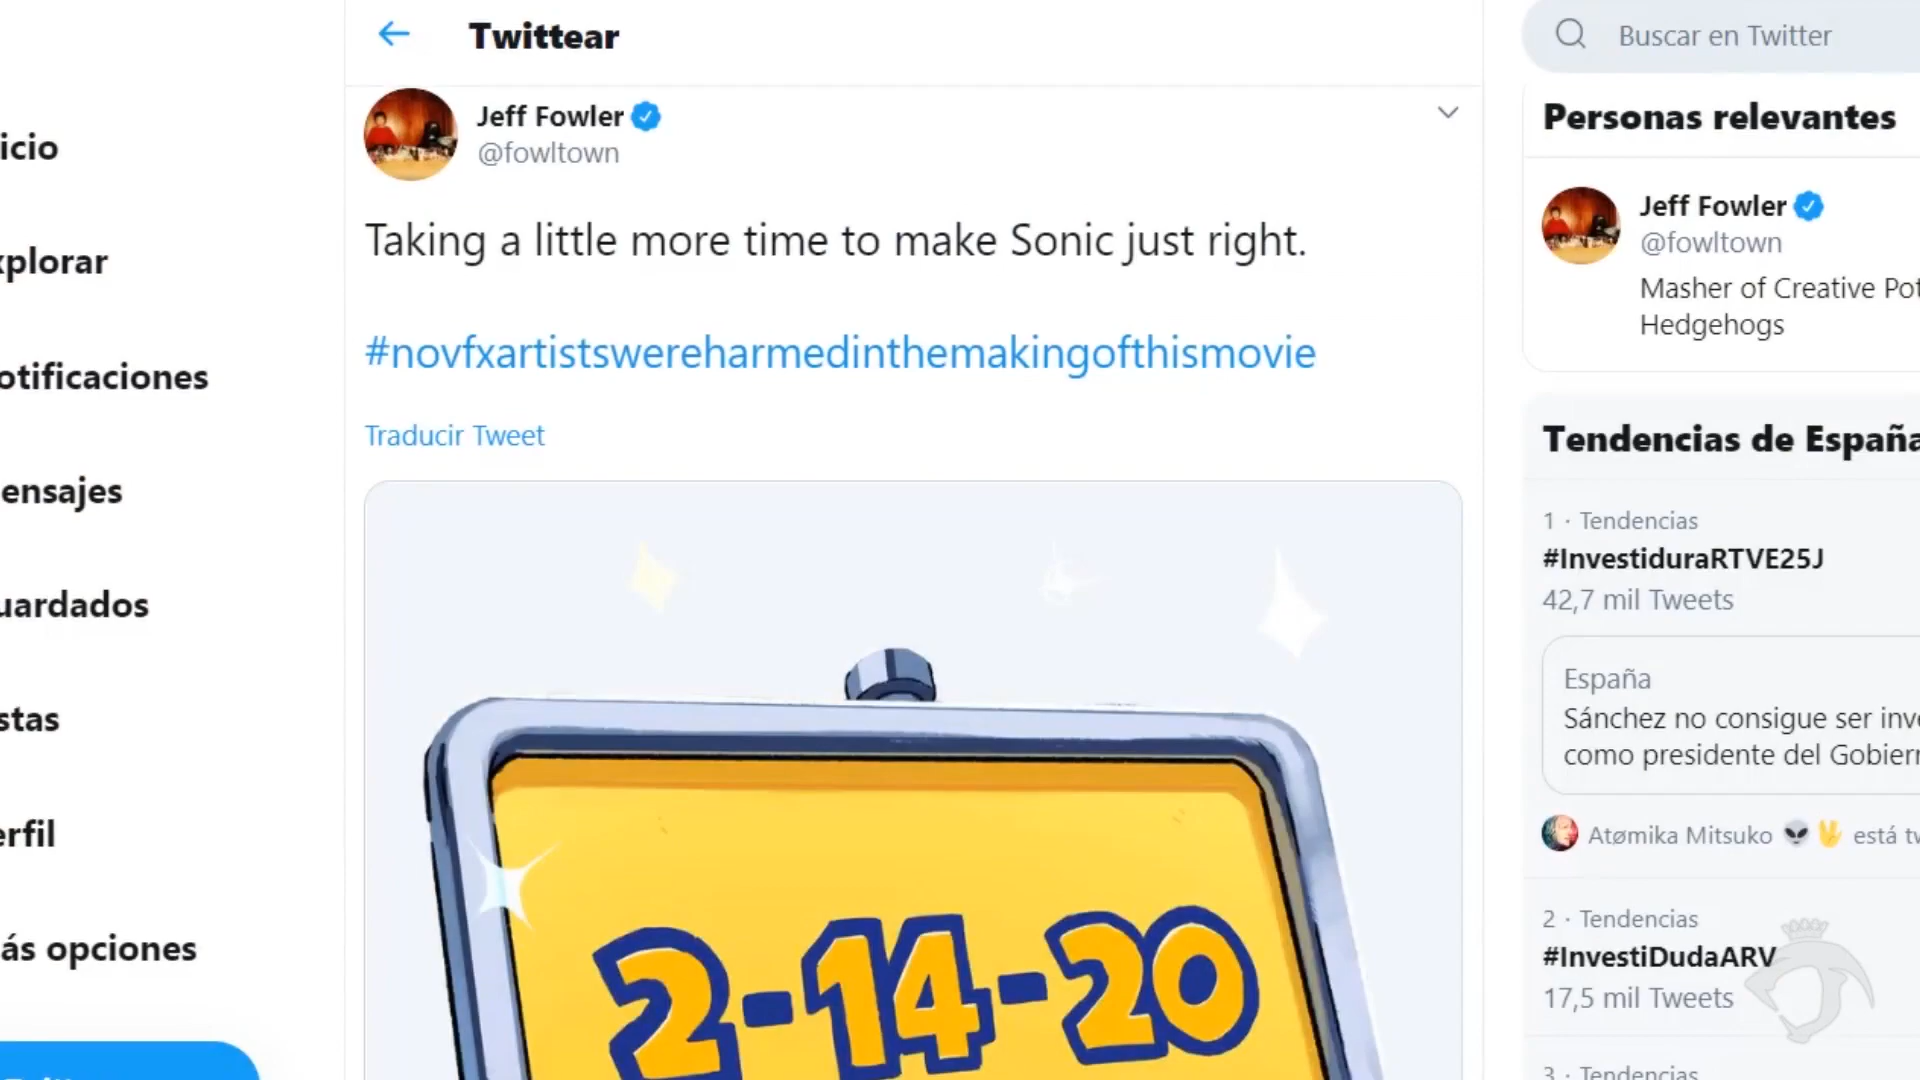 Twittear
Buscar en Twitter
icio
xplorar
otificaciones
ensajes
uardados
stas
erfil
ás opciones
Jeff Fowler
@fowltown
Taking a little more time to make Sonic just right.
#novfxartistswereharmedinthemakingofthismovie
Traducir Tweet
2-14-20
Personas relevantes
Jeff Fowler
@fowltown
Masher of Creative Pot
Hedgehogs
Tendencias de España
1 · Tendencias
#InvestiduraRTVE25J
42,7 mil Tweets
España
Sánchez no consigue ser inve
como presidente del Gobiern
Atømika Mitsuko 👽🖖 está tw
2 · Tendencias
#InvestiDudaARV
17,5 mil Tweets
3 · Tendencias